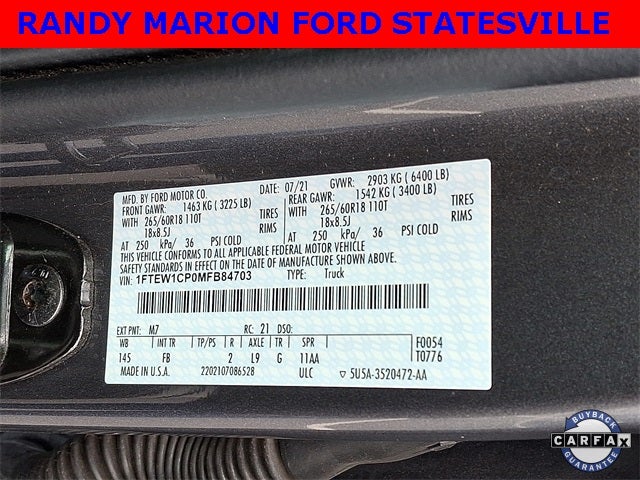 RANDY MARION FORD STATESVILLE
MFD. BY FORD MOTOR CO.
DATE: 07/21 GVWR: 2903 KG ( 6400 LB)
FRONT GAWR: 1463 KG ( 3225 LB) REAR GAWR: 1542 KG ( 3400 LB)
WITH 265/60R18 110T TIRES WITH 265/60R18 110T TIRES
18x8.5J RIMS 18x8.5J RIMS
AT 250 kPa/ 36 PSI COLD AT 250 kPa/ 36 PSI COLD
THIS VEHICLE CONFORMS TO ALL APPLICABLE FEDERAL MOTOR VEHICLE
SAFETY AND THEFT PREVENTION STANDARDS IN EFFECT ON THE DATE OF
MANUFACTURE SHOWN ABOVE.
VIN: 1FTEW1CP0MFB84703 TYPE: Truck
EXT PNT: M7 RC: 21 DSO:
WB INT TR TP/PS R AXLE TR SPR F0054
145 FB 2 L9 G 11AA T0776
MADE IN U.S.A. 2202107086528 ULC ▽ 5U5A-3520472-AA
BUYBACK
CARFAX
GUARANTEE